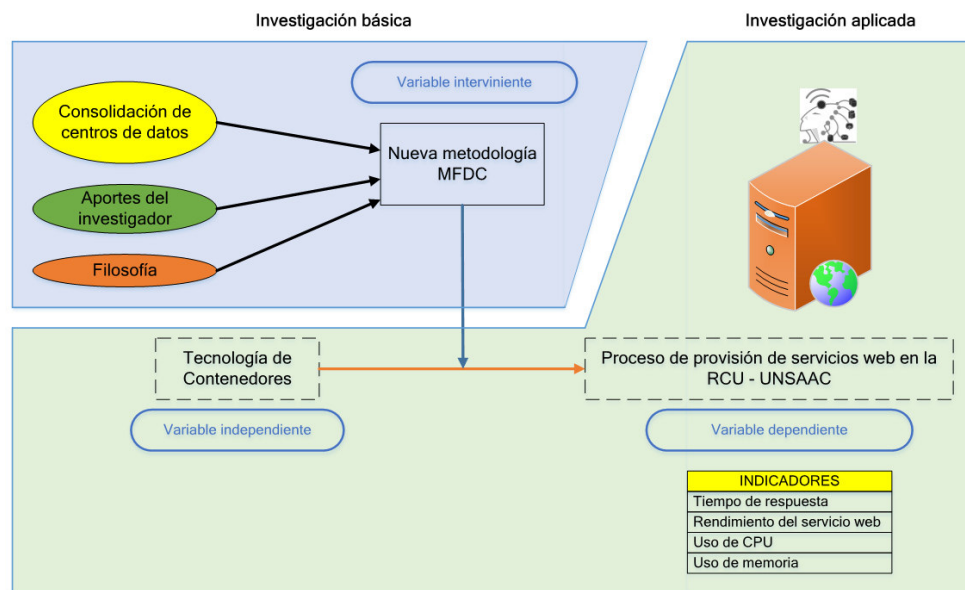 Investigación básica
Investigación aplicada
Variable interviniente
Consolidación de
centros de datos
Nueva metodología
MFDC
Aportes del
investigador
Filosofía
Tecnología de
Contenedores
Proceso de provisión de servicios web en la
RCU - UNSAAC
Variable independiente
Variable dependiente
INDICADORES
Tiempo de respuesta
Rendimiento del servicio web
Uso de CPU
Uso de memoria